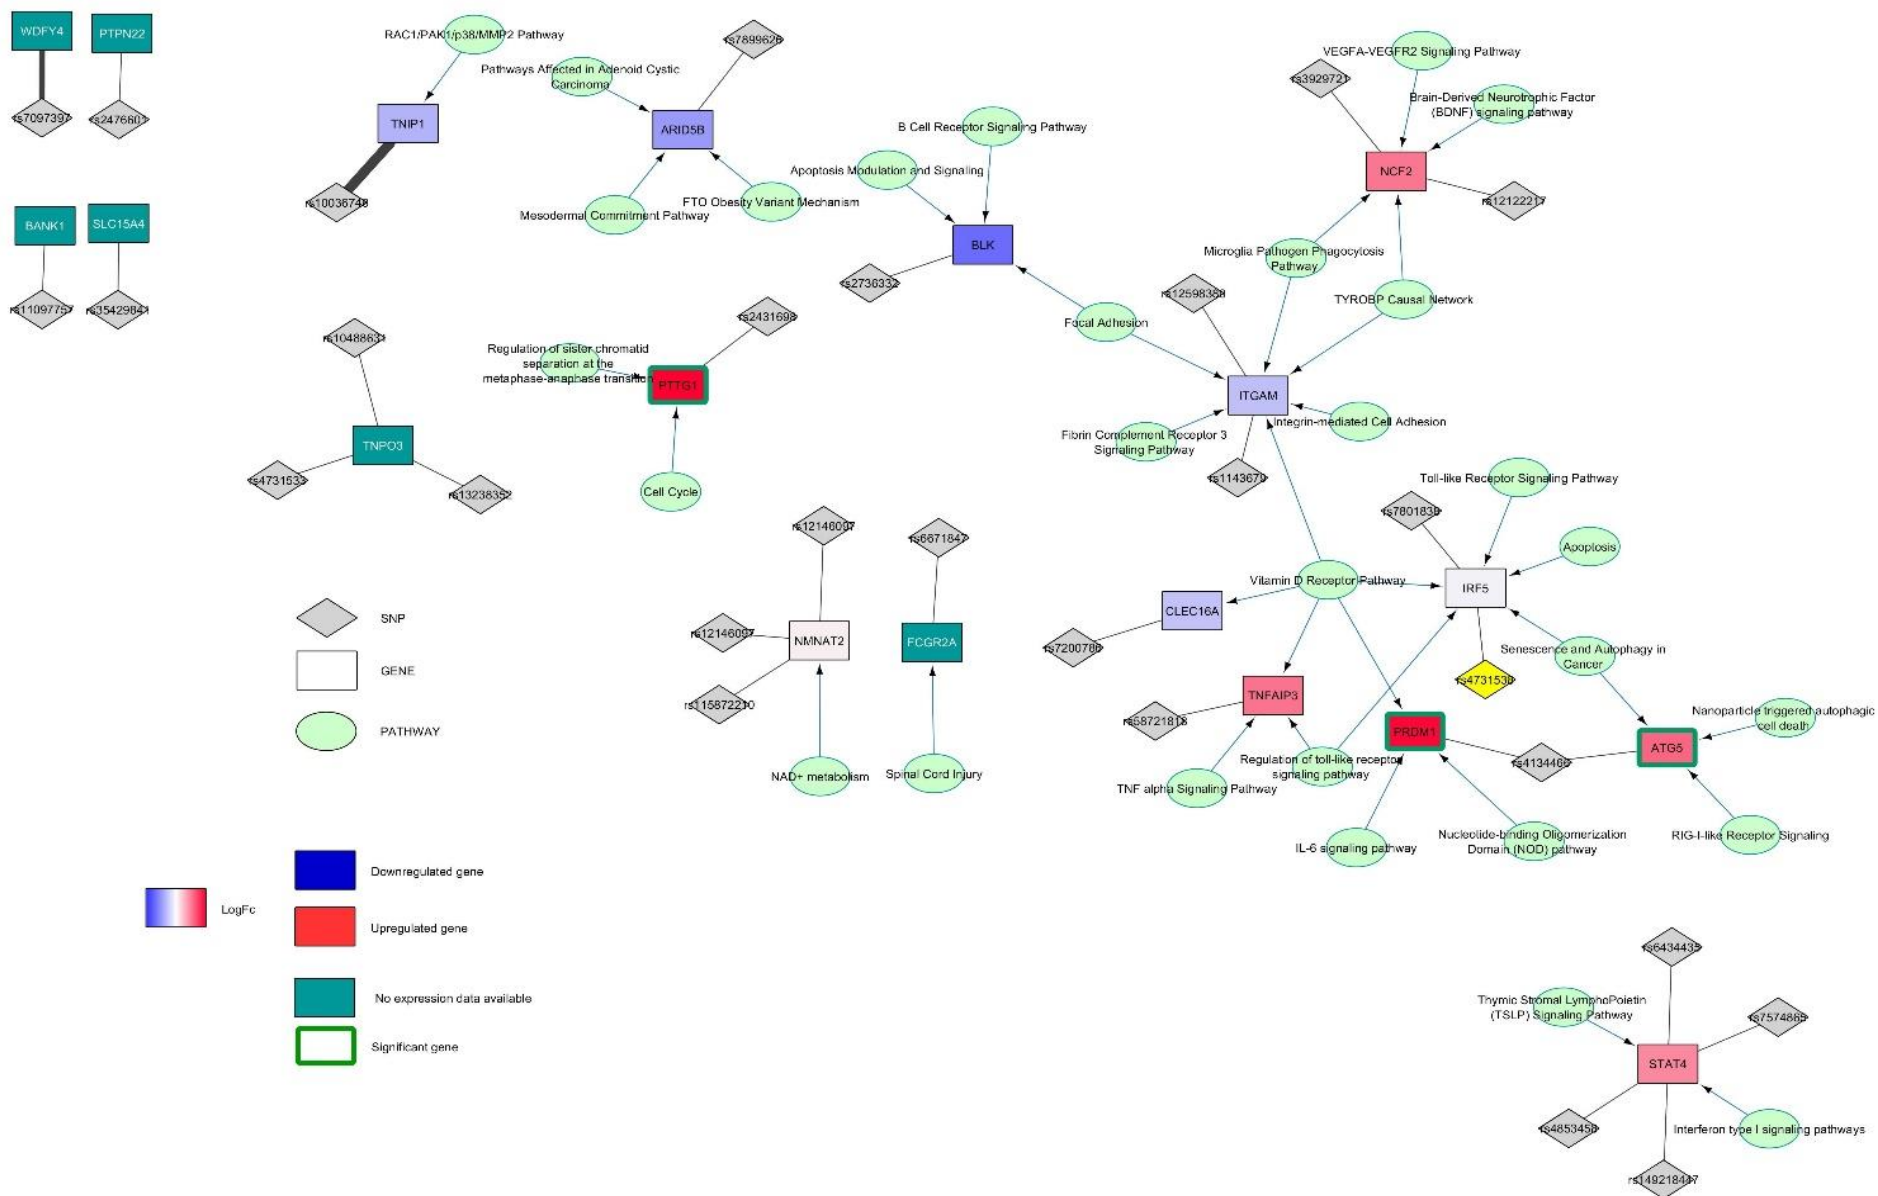 WDFY4
PTPN22
rs7097397
rs2476601
BANK1
SLC15A4
rs11097757
rs35429841
RAC1/PAK1/p38/MMP2 Pathway
TNIP1
rs10036748
rs7899626
Pathways Affected in Adenoid Cystic
Carcinoma
ARID5B
Mesodermal Commitment Pathway
FTO Obesity Variant Mechanism
B Cell Receptor Signaling Pathway
Apoptosis Modulation and Signaling
BLK
rs2736332
Focal Adhesion
VEGFA-VEGFR2 Signaling Pathway
rs3929721
Brain-Derived Neurotrophic Factor
(BDNF) signaling pathway
NCF2
rs12122217
Microglia Pathogen Phagocytosis
Pathway
TYROBP Causal Network
rs12598388
ITGAM
Fibrin Complement Receptor 3
Signaling Pathway
Integrin-mediated Cell Adhesion
rs1143679
rs10488631
TNPO3
rs4731533
rs13238352
rs2431698
Regulation of sister chromatid
separation at the
metaphase-anaphase transition
PTTG1
Cell Cycle
rs12146097
rs12146097
NMNAT2
rs115872210
NAD+ metabolism
rs6671847
FCGR2A
Spinal Cord Injury
Toll-like Receptor Signaling Pathway
rs7801838
Apoptosis
Vitamin D Receptor Pathway
IRF5
CLEC16A
rs7200786
Senescence and Autophagy in
Cancer
rs4731538
TNFAIP3
rs58721818
PRDM1
Nanoparticle triggered autophagic
cell death
ATG5
rs4134466
Regulation of toll-like receptor
signaling pathway
TNF alpha Signaling Pathway
IL-6 signaling pathway
Nucleotide-binding Oligomerization
Domain (NOD) pathway
RIG-I-like Receptor Signaling
rs6434435
Thymic Stromal LymphoPoietin
(TSLP) Signaling Pathway
rs7574865
STAT4
rs4853458
Interferon type I signaling pathways
rs149218447
SNP
GENE
PATHWAY
LogFc
Downregulated gene
Upregulated gene
No expression data available
Significant gene